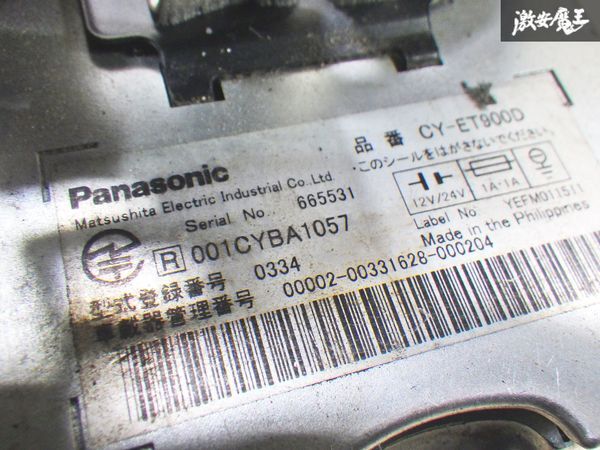 激安魔王
品番 CY-ET900D
このシールをはがさないでください。
Panasonic
Matsushita Electric Industrial Co.,Ltd.
Serial No. 665531
12V/24V 1A·1A
R 001CYBA1057
Label No YEFM011511
Made in the Philippines
型式登録番号 0334
車載器管理番号 00002-00331628-000204